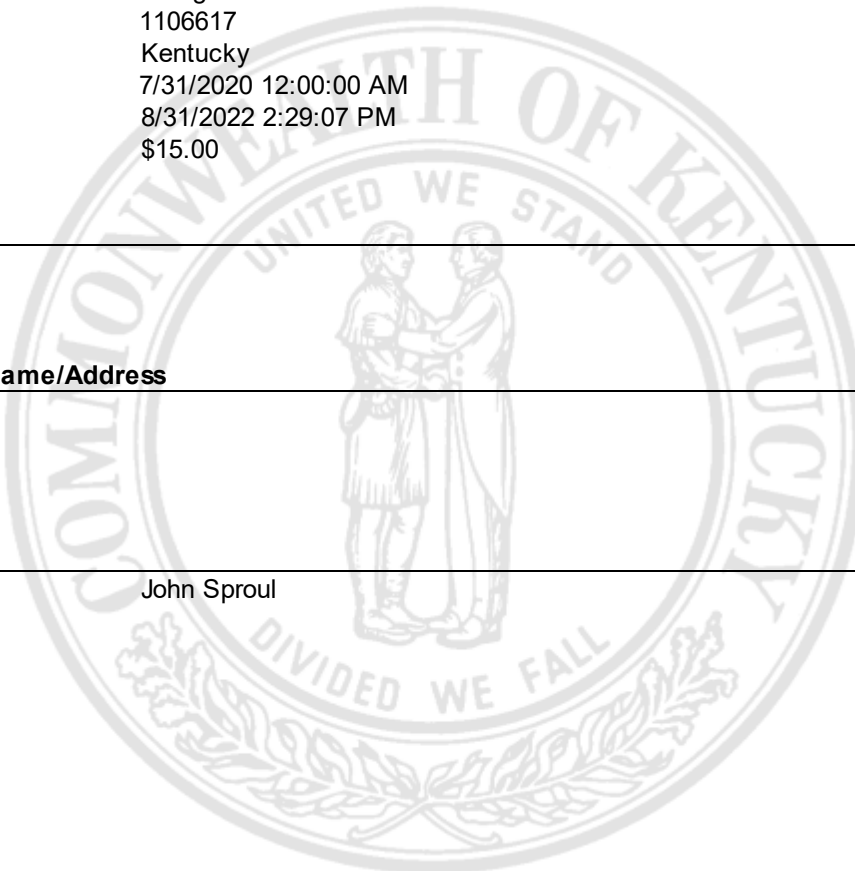 1106617
Kentucky
7/31/2020 12:00:00 AM
8/31/2022 2:29:07 PM
$15.00
COMMONWEALTH OF KENTUCKY
UNITED WE STAND
ame/Address
John Sproul
DIVIDED WE FALL